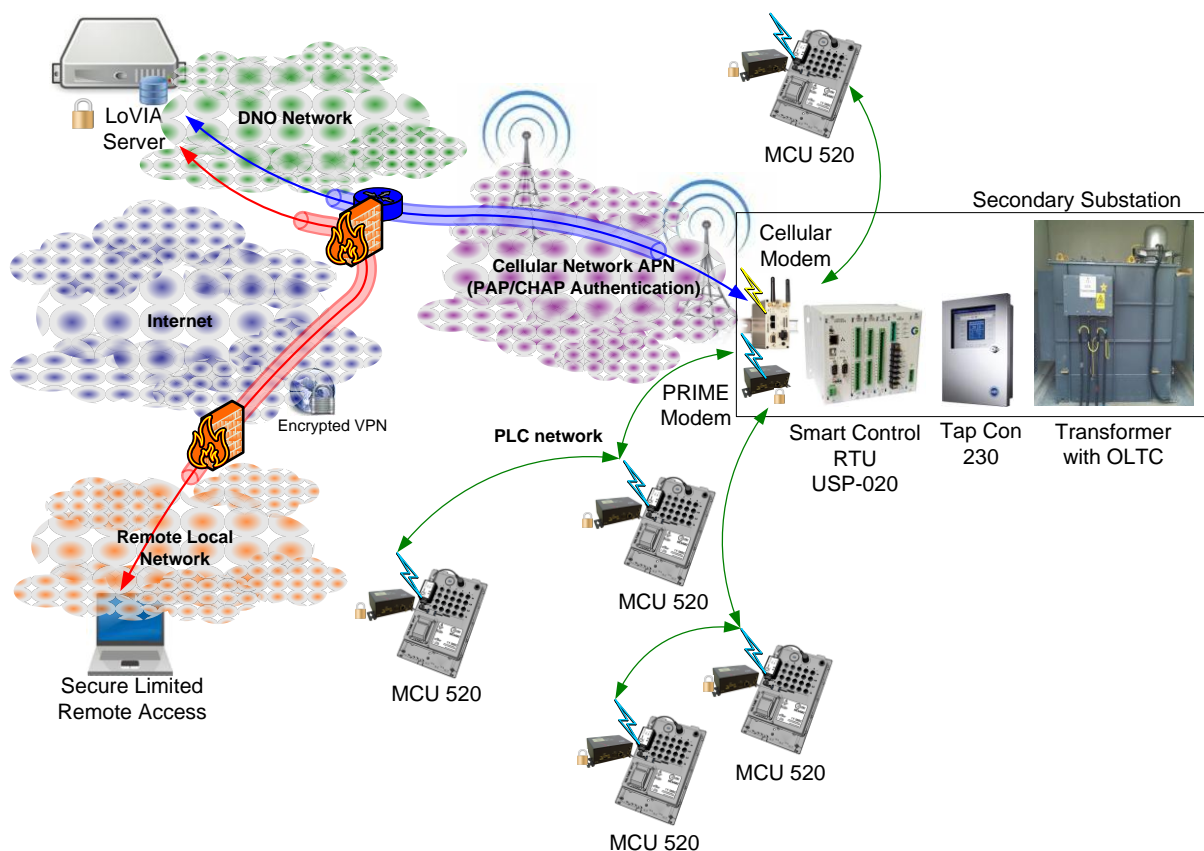 MCU 520
Secondary Substation
LoVIA
Server
DNO Network
Cellular
Modem
Cellular Network APN
(PAP/CHAP Authentication)
Internet
Encrypted VPN
PRIME
Modem
PLC network
Smart Control
RTU
USP-020
Tap Con
230
Transformer
with OLTC
Remote Local
Network
MCU 520
MCU 520
Secure Limited
Remote Access
MCU 520
MCU 520